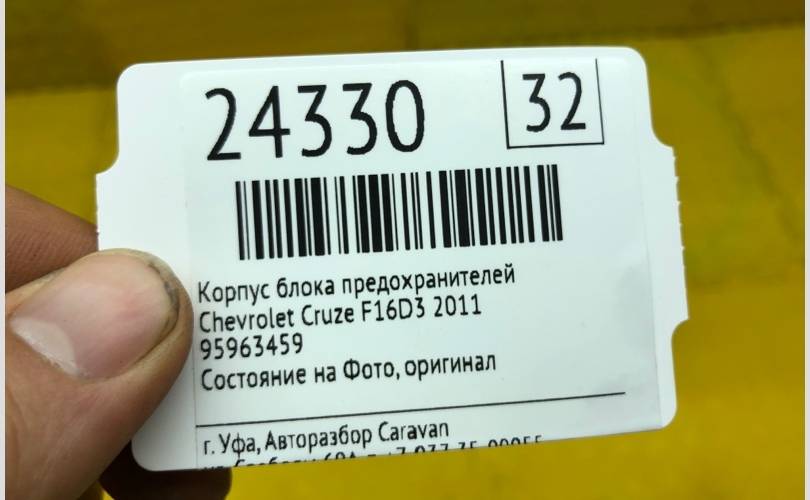 24330
32
Корпус блока предохранителей
Chevrolet Cruze F16D3 2011
95963459
Состояние на Фото, оригинал
г. Уфа, Авторазбор Caravan